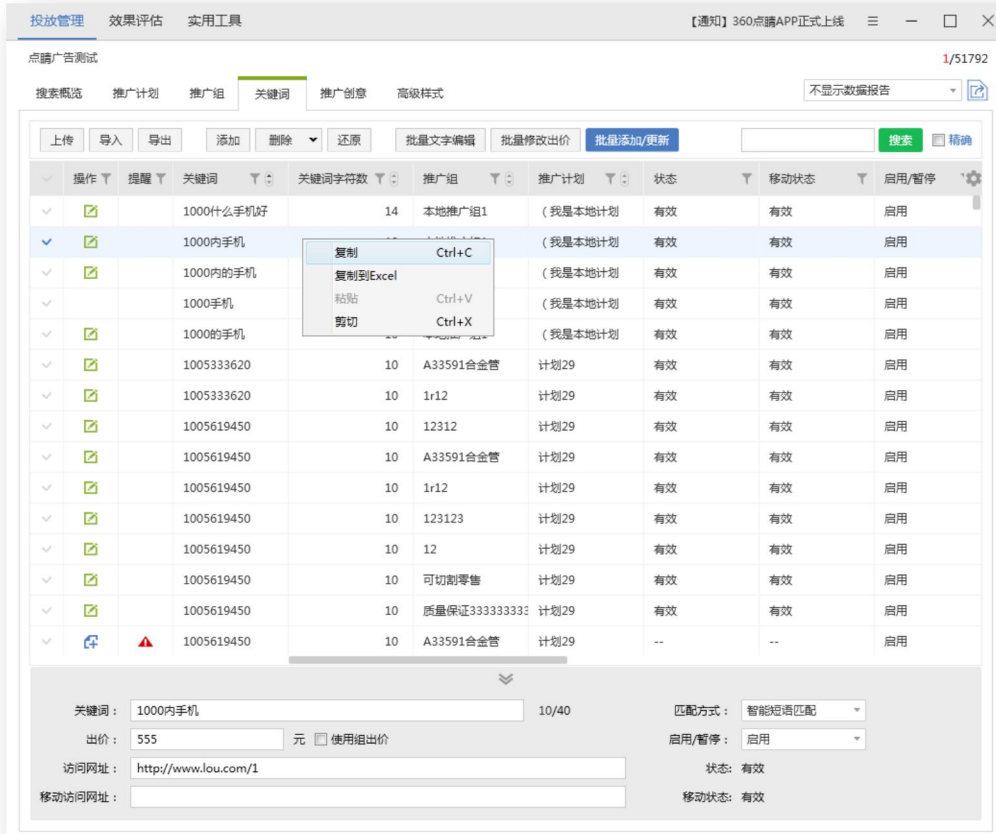 投放管理 效果评估 实用工具 【通知】360点睛APP正式上线
点睛广告测试 1/51792
搜索概览 推广计划 推广组 关键词 推广创意 高级样式 不显示数据报告
上传 导入 导出 添加 删除 还原 批量文字编辑 批量修改出价 批量添加/更新 搜索 精确
操作 提醒 关键词 关键词字符数 推广组 推广计划 状态 移动状态 启用/暂停
1000什么手机好 14 本地推广组1 (我是本地计划 有效 有效 启用
1000内手机 (我是本地计划 有效 有效 启用
复制 Ctrl+C
1000内的手机 (我是本地计划 有效 有效 启用
复制到Excel
1000手机 (我是本地计划 有效 有效 启用
粘贴 Ctrl+V
剪切 Ctrl+X
1000的手机 (我是本地计划 有效 有效 启用
1005333620 10 A33591合金管 计划29 有效 有效 启用
1005333620 10 1r12 计划29 有效 有效 启用
1005619450 10 12312 计划29 有效 有效 启用
1005619450 10 A33591合金管 计划29 有效 有效 启用
1005619450 10 1r12 计划29 有效 有效 启用
1005619450 10 123123 计划29 有效 有效 启用
1005619450 10 12 计划29 有效 有效 启用
1005619450 10 可切割零售 计划29 有效 有效 启用
1005619450 10 质量保证333333333 计划29 有效 有效 启用
1005619450 10 A33591合金管 计划29 -- -- 启用
关键词： 1000内手机 10/40 匹配方式： 智能短语匹配
出价： 555 元 使用组出价 启用/暂停： 启用
访问网址： http://www.lou.com/1 状态: 有效
移动访问网址： 移动状态: 有效